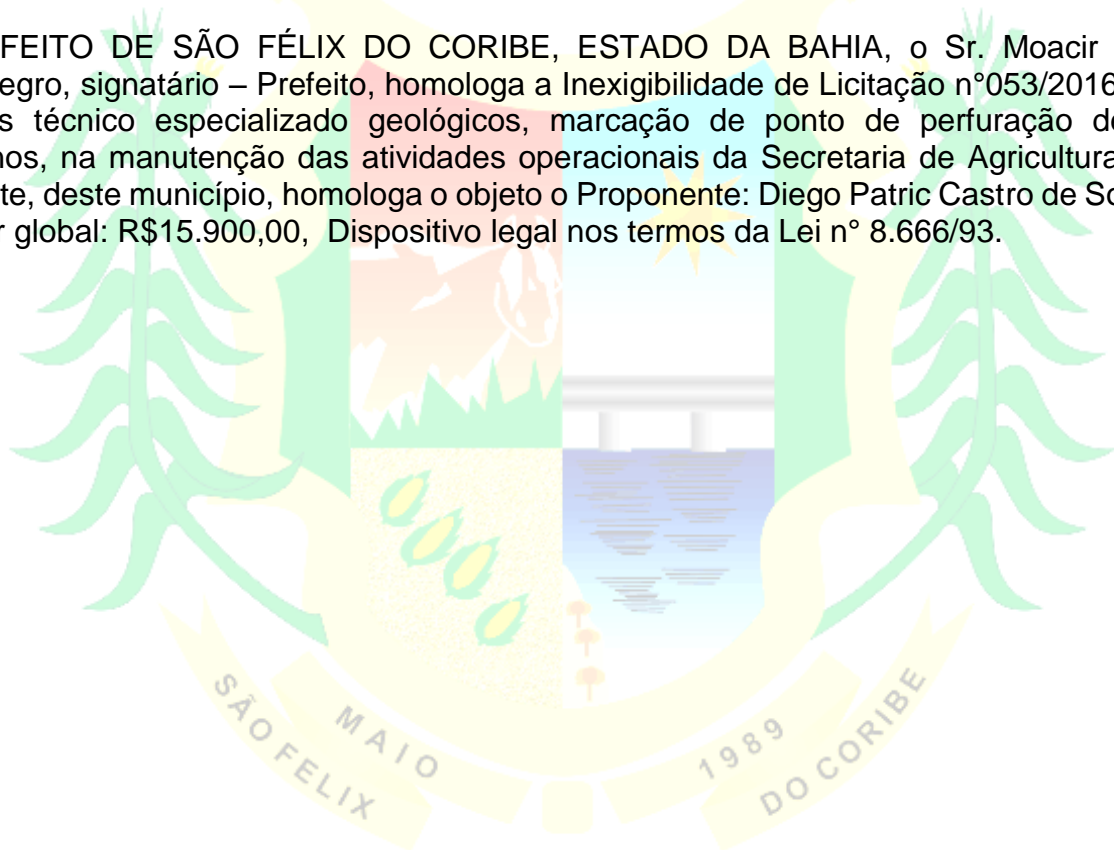 FEITO DE SÃO FÉLIX DO CORIBE, ESTADO DA BAHIA, o Sr. Moacir
egro, signatário – Prefeito, homologa a Inexigibilidade de Licitação n°053/2016
s técnico especializado geológicos, marcação de ponto de perfuração d
nos, na manutenção das atividades operacionais da Secretaria de Agricultura
te, deste município, homologa o objeto o Proponente: Diego Patric Castro de So
r global: R$15.900,00, Dispositivo legal nos termos da Lei n° 8.666/93.
SÃO FELIX
MAIO
1989
DO CORIBE